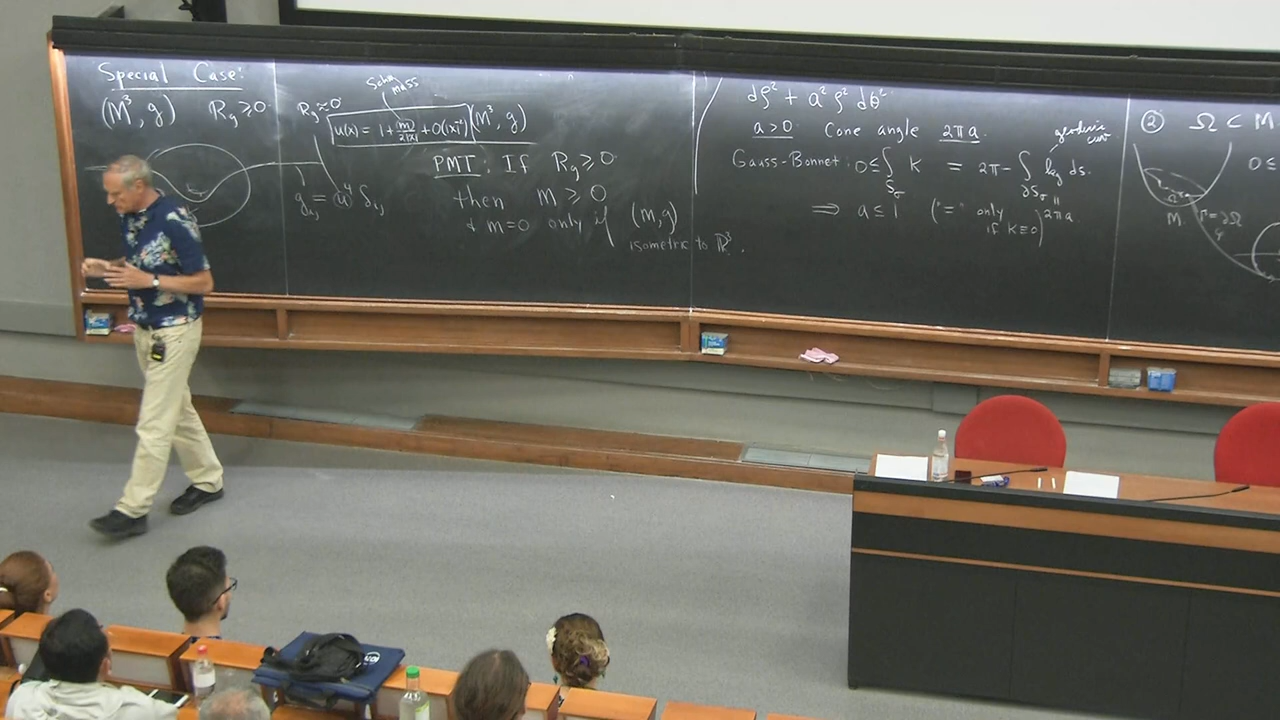 Special Case:
(M³, g) R_g ≥ 0
R_g ≈ 0
mass
u(x) = 1 + m/2|x| + O(|x|⁻²) (M³, g)
g_ij = u⁴ δ_ij
PMT: If R_g ≥ 0
then m ≥ 0
& m=0 only if (M,g)
isometric to ℝ³.
dρ² + a² ρ² dθ²
a>0 Cone angle 2πa.
geodesic
curv
Gauss-Bonnet: 0 ≤ ∫_{S_σ} K = 2π - ∫_{∂S_σ} k_g ds.
= 2πa
⟹ a ≤ 1 ("=" only if K≡0)
② Ω ⊂ M
0 ≤
Ω
M
Γ = ∂Ω
φ